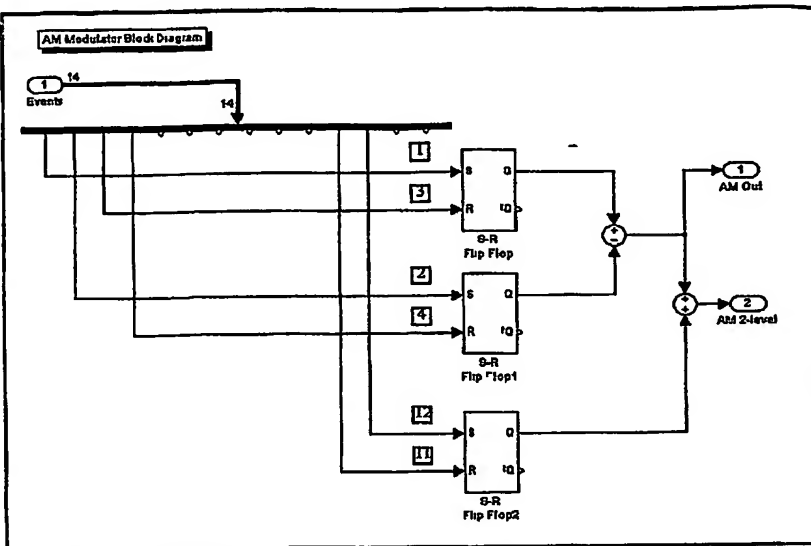 AM Modulator Block Diagram
1
14
Events
14
1
S Q
3
R !Q
S-R
Flip Flop
+
−
1
AM Out
2
S Q
4
R !Q
S-R
Flip Flop1
+
+
2
AM 2-level
12
S Q
11
R !Q
S-R
Flip Flop2